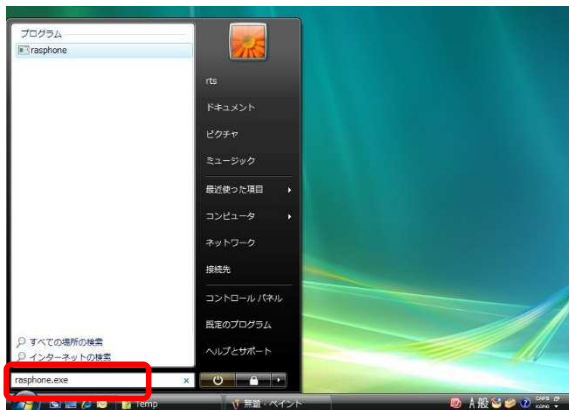 プログラム
rasphone
すべての場所の検索
インターネットの検索
rasphone.exe
rts
ドキュメント
ピクチャ
ミュージック
最近使った項目
コンピュータ
ネットワーク
接続先
コントロール パネル
既定のプログラム
ヘルプとサポート
Temp
無題 - ペイント
A 般
CAPS
KANA